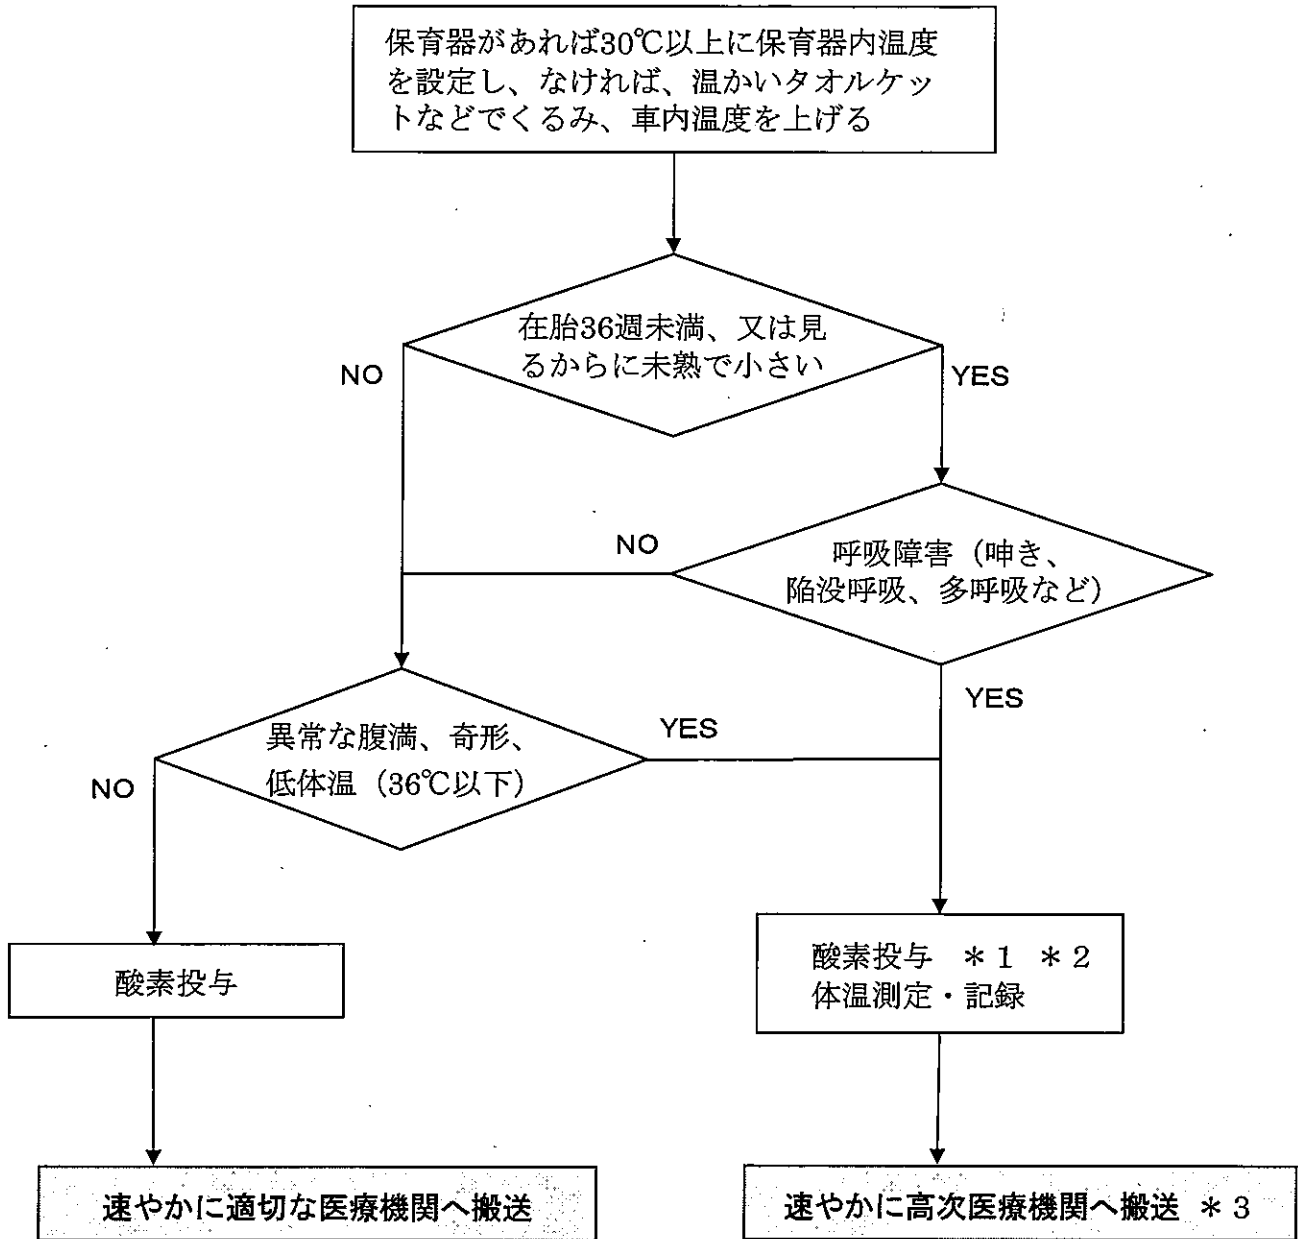 保育器があれば30℃以上に保育器内温度
を設定し、なければ、温かいタオルケッ
トなどでくるみ、車内温度を上げる
在胎36週未満、又は見
るからに未熟で小さい
NO
YES
NO
呼吸障害（呻き、
陥没呼吸、多呼吸など）
YES
異常な腹満、奇形、
低体温（36℃以下）
YES
NO
酸素投与
酸素投与　＊１　＊２
体温測定・記録
速やかに適切な医療機関へ搬送
速やかに高次医療機関へ搬送 ＊３